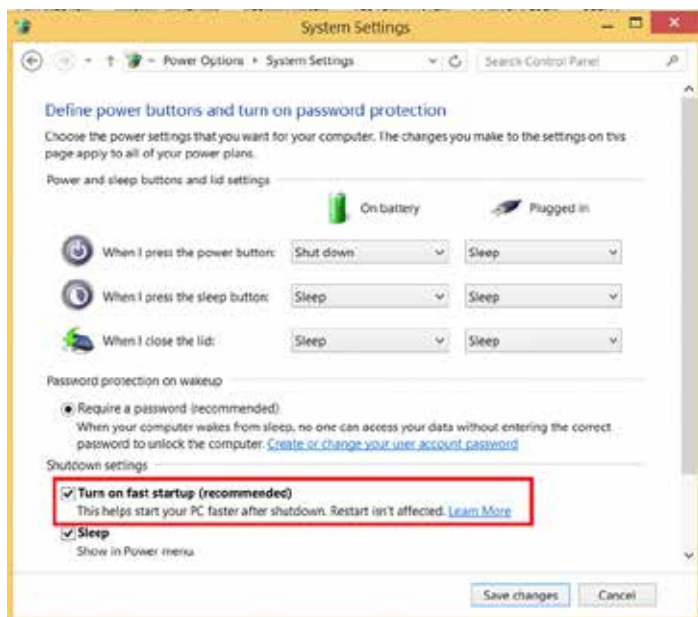 System Settings
Power Options System Settings
Search Control Panel
Define power buttons and turn on password protection
Choose the power settings that you want for your computer. The changes you make to the settings on this
page apply to all of your power plans.
Power and sleep buttons and lid settings
On battery Plugged in
When I press the power button: Shut down Sleep
When I press the sleep button: Sleep Sleep
When I close the lid: Sleep Sleep
Password protection on wakeup
Require a password (recommended)
When your computer wakes from sleep, no one can access your data without entering the correct
password to unlock the computer. Create or change your user account password
Shutdown settings
Turn on fast startup (recommended)
This helps start your PC faster after shutdown. Restart isn't affected. Learn More
Sleep
Show in Power menu
Save changes Cancel